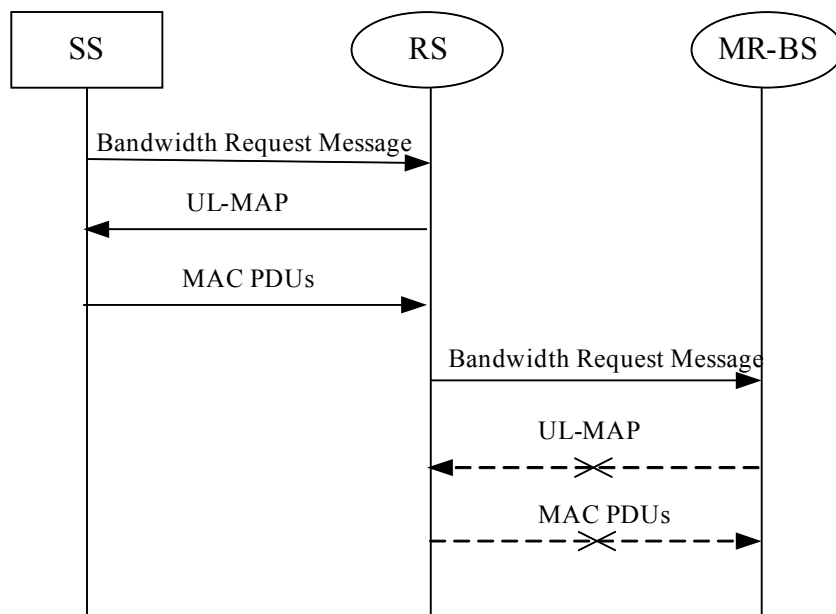 SS
RS
MR-BS
Bandwidth Request Message
UL-MAP
MAC PDUs
Bandwidth Request Message
UL-MAP
MAC PDUs